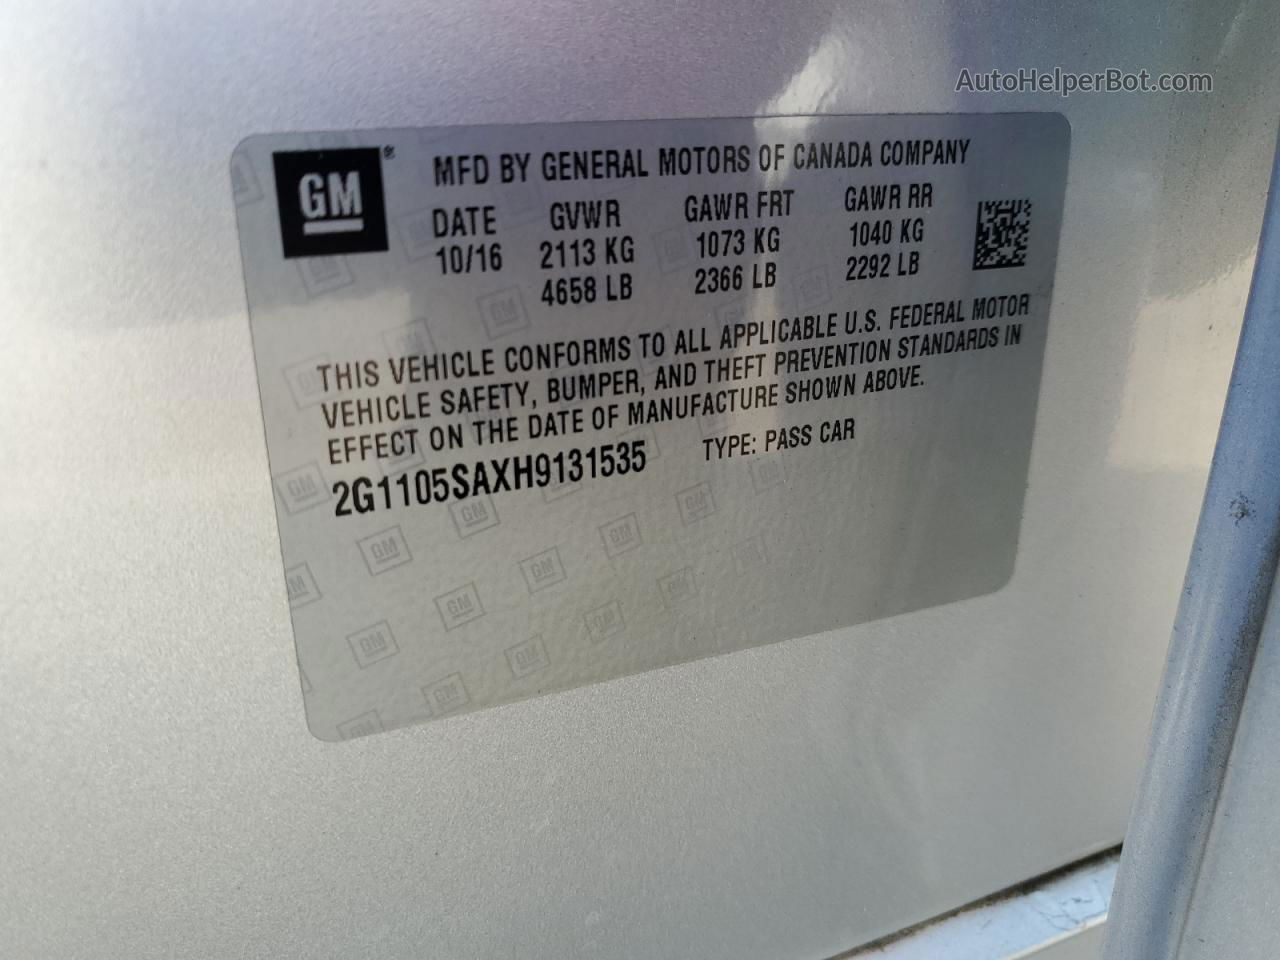 AutoHelperBot.com
GM ®
MFD BY GENERAL MOTORS OF CANADA COMPANY
DATE GVWR GAWR FRT GAWR RR
10/16 2113 KG 1073 KG 1040 KG
4658 LB 2366 LB 2292 LB
THIS VEHICLE CONFORMS TO ALL APPLICABLE U.S. FEDERAL MOTOR
VEHICLE SAFETY, BUMPER, AND THEFT PREVENTION STANDARDS IN
EFFECT ON THE DATE OF MANUFACTURE SHOWN ABOVE.
2G1105SAXH9131535 TYPE: PASS CAR